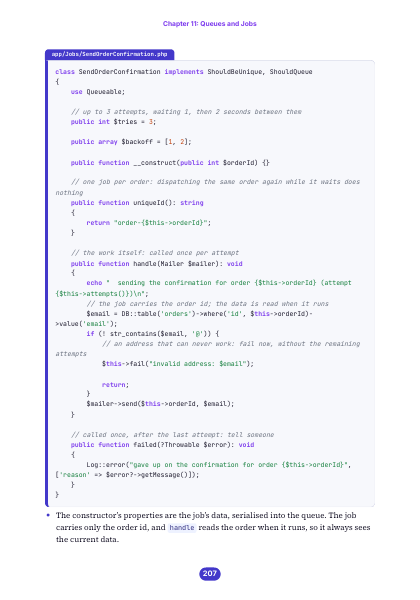 Chapter 11: Queues and Jobs
app/Jobs/SendOrderConfirmation.php
class SendOrderConfirmation implements ShouldBeUnique, ShouldQueue
{
    use Queueable;
    // up to 3 attempts, waiting 1, then 2 seconds between them
    public int $tries = 3;
    public array $backoff = [1, 2];
    public function __construct(public int $orderId) {}
    // one job per order: dispatching the same order again while it waits does
nothing
    public function uniqueId(): string
    {
        return "order-{$this->orderId}";
    }
    // the work itself: called once per attempt
    public function handle(Mailer $mailer): void
    {
        echo "  sending the confirmation for order {$this->orderId} (attempt
{$this->attempts()})\n";
        // the job carries the order id; the data is read when it runs
        $email = DB::table('orders')->where('id', $this->orderId)-
>value('email');
        if (! str_contains($email, '@')) {
            // an address that can never work: fail now, without the remaining
attempts
            $this->fail("invalid address: $email");
            return;
        }
        $mailer->send($this->orderId, $email);
    }
    // called once, after the last attempt: tell someone
    public function failed(?Throwable $error): void
    {
        Log::error("gave up on the confirmation for order {$this->orderId}",
['reason' => $error?->getMessage()]);
    }
}
• The constructor's properties are the job's data, serialised into the queue. The job
carries only the order id, and handle reads the order when it runs, so it always sees
the current data.
207